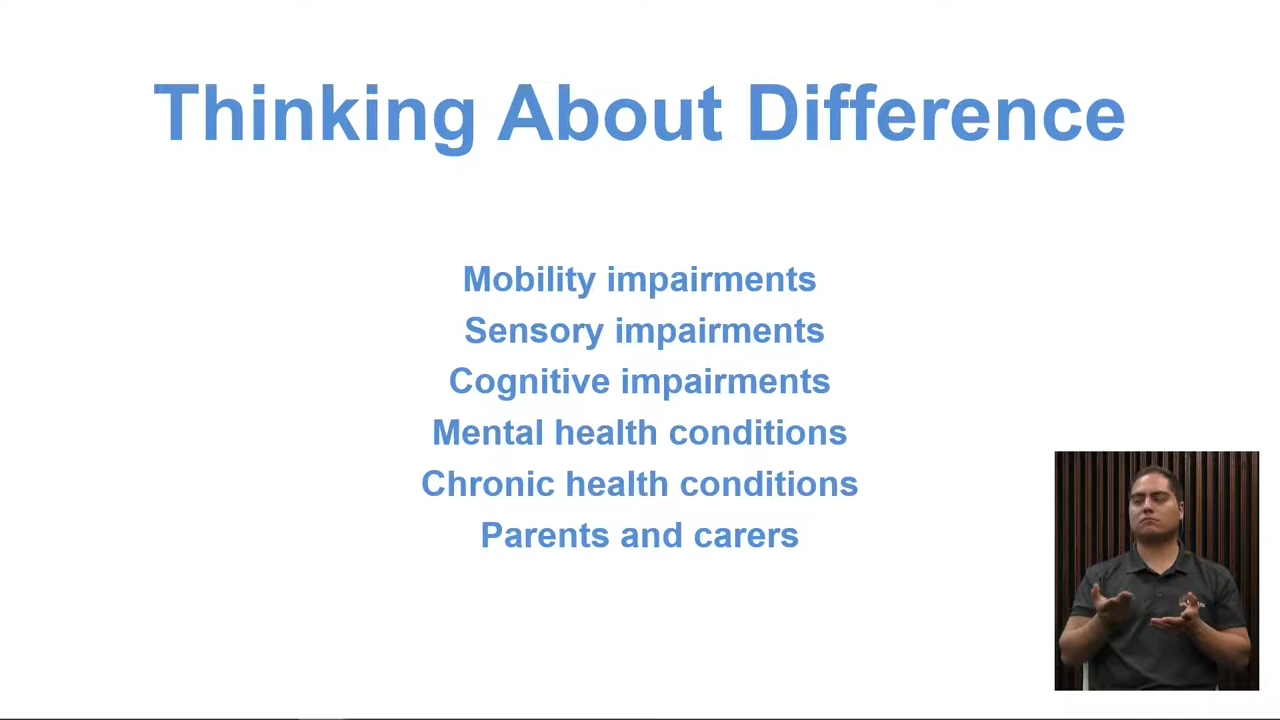 Thinking About Difference
Mobility impairments
Sensory impairments
Cognitive impairments
Mental health conditions
Chronic health conditions
Parents and carers